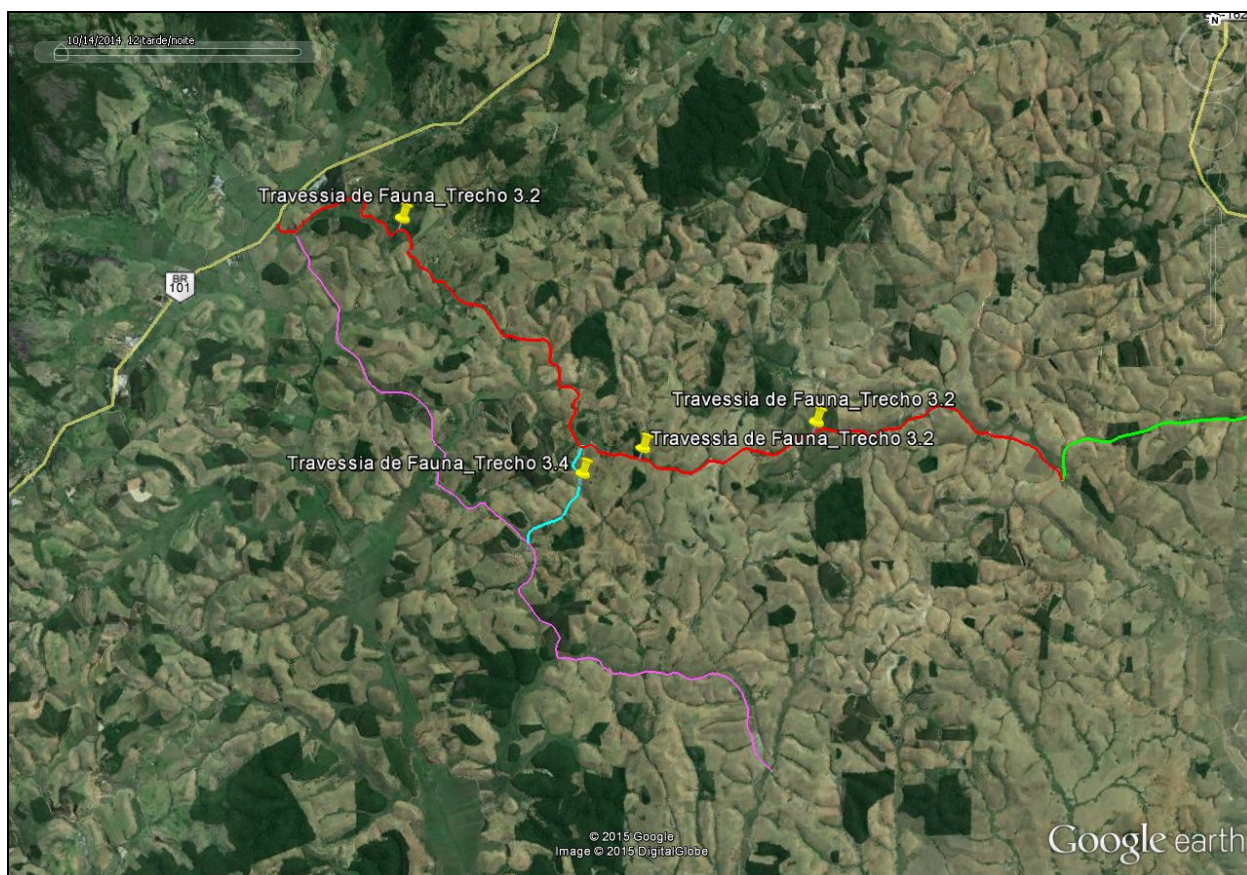 10/14/2014 12 tarde/noite
N
Travessia de Fauna_Trecho 3.2
BR
101
Travessia de Fauna_Trecho 3.2
Travessia de Fauna_Trecho 3.2
Travessia de Fauna_Trecho 3.4
© 2015 Google
Image © 2015 DigitalGlobe
Google earth